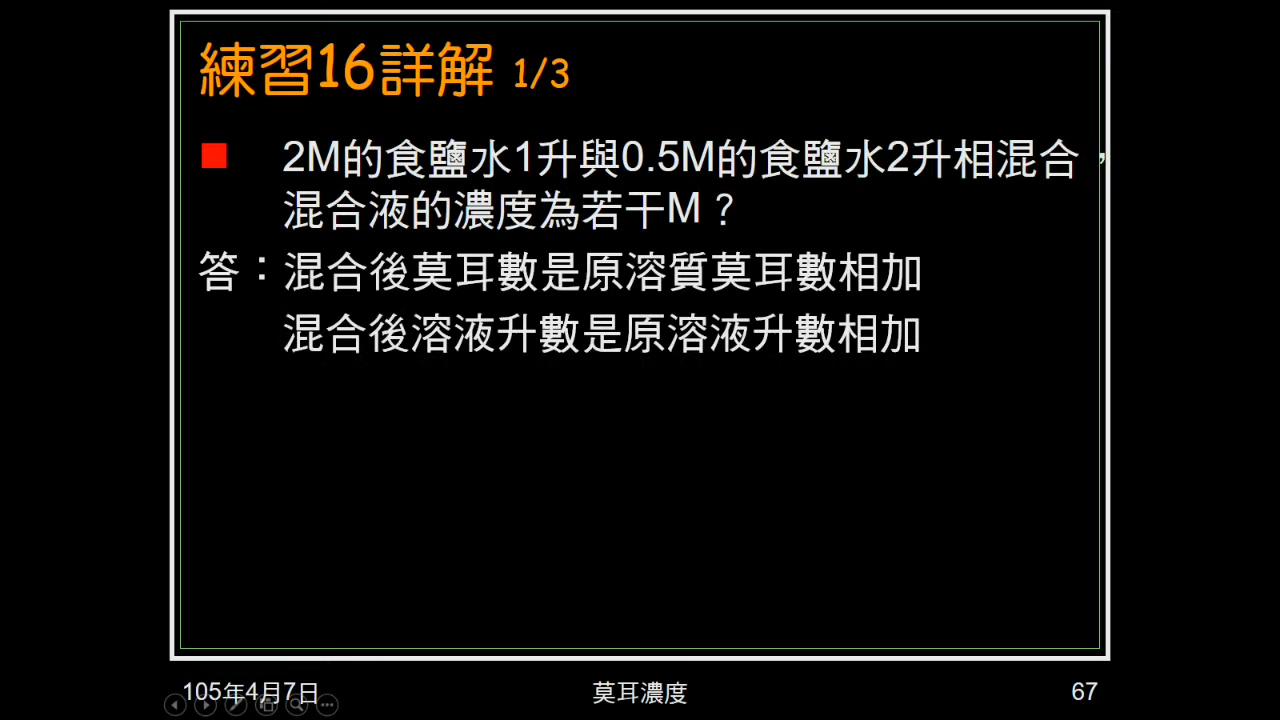 練習16詳解 1/3
2M的食鹽水1升與0.5M的食鹽水2升相混合，
混合液的濃度為若干M？
答：混合後莫耳數是原溶質莫耳數相加
混合後溶液升數是原溶液升數相加
105年4月7日
莫耳濃度
67